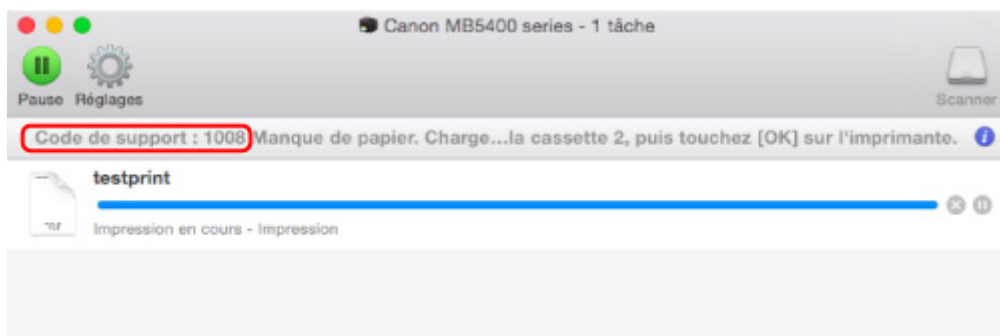 Canon MB5400 series - 1 tâche
Pause Réglages
Scanner
Code de support : 1008 Manque de papier. Charge...la cassette 2, puis touchez [OK] sur l'imprimante.
testprint
Impression en cours - Impression